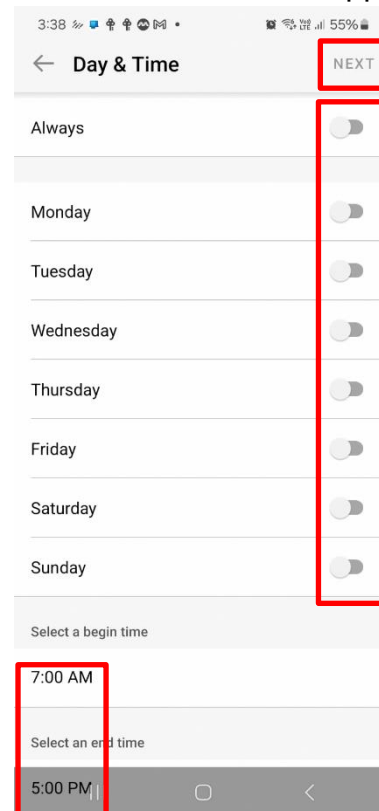 3:38 55%
← Day & Time NEXT
Always
Monday
Tuesday
Wednesday
Thursday
Friday
Saturday
Sunday
Select a begin time
7:00 AM
Select an end time
5:00 PM